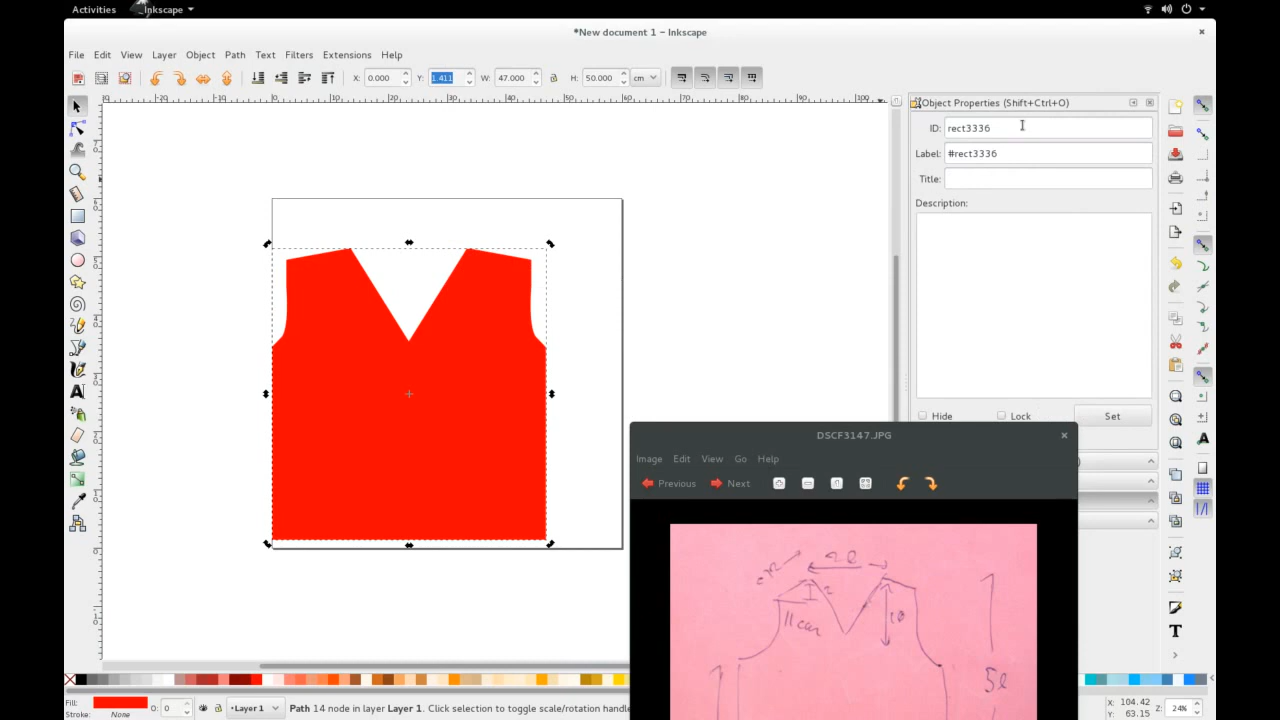 Activities Inkscape
*New document 1 – Inkscape
File Edit View Layer Object Path Text Filters Extensions Help
X: 0.000 Y: 1.411 W: 47.000 H: 50.000 cm
Object Properties (Shift+Ctrl+O)
ID: rect3336
Label: #rect3336
Title:
Description:
Hide Lock Set
DSCF3147.JPG
Image Edit View Go Help
Previous Next
11cm
10
Fill:
Stroke: None
O: 0
Layer 1
Path 14 node in layer Layer 1. Click selection to toggle scale/rotation handle
X: 104.42
Y: 63.15
Z: 24%